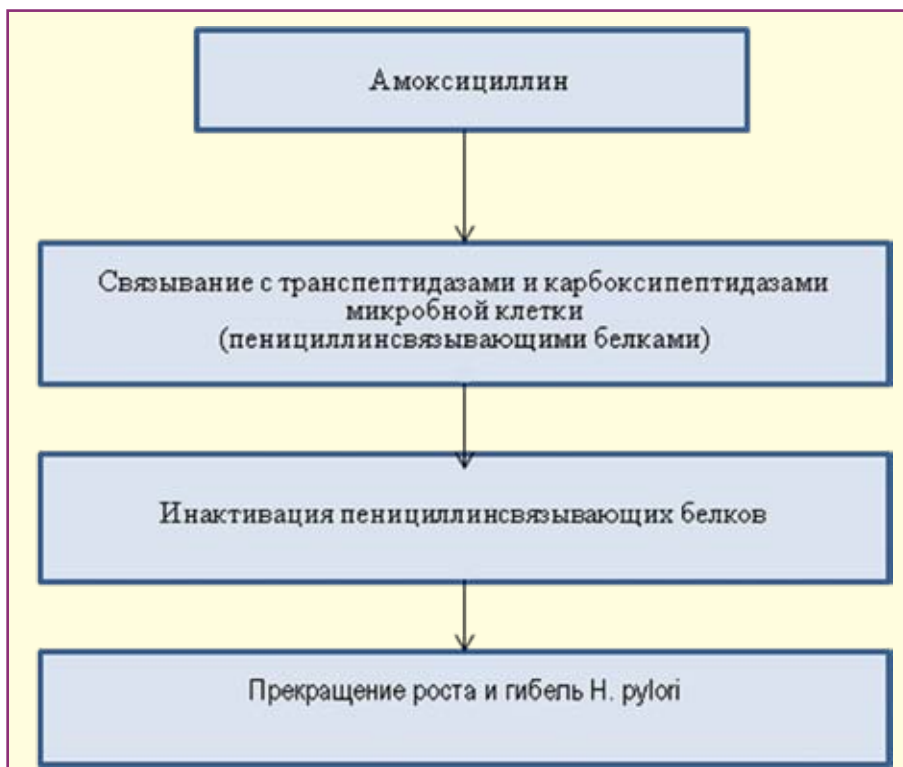 Амоксициллин
Связывание с транспептидазами и карбоксипептидазами
микробной клетки
(пенициллинсвязывающими белками)
Инактивация пенициллинсвязывающих белков
Прекращение роста и гибель H. pylori